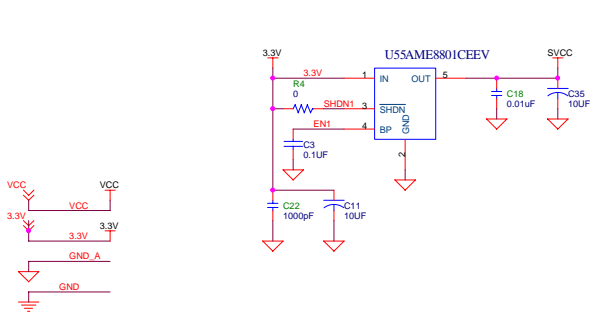 3.3V
U55AME8801CEEV
SVCC
3.3V
1
IN
OUT
5
R4
0
SHDN1
3
SHDN
C18
0.01uF
C35
10UF
EN1
4
BP
GND
2
C3
0.1UF
VCC
VCC
VCC
C22
1000pF
C11
10UF
3.3V
3.3V
3.3V
GND_A
GND